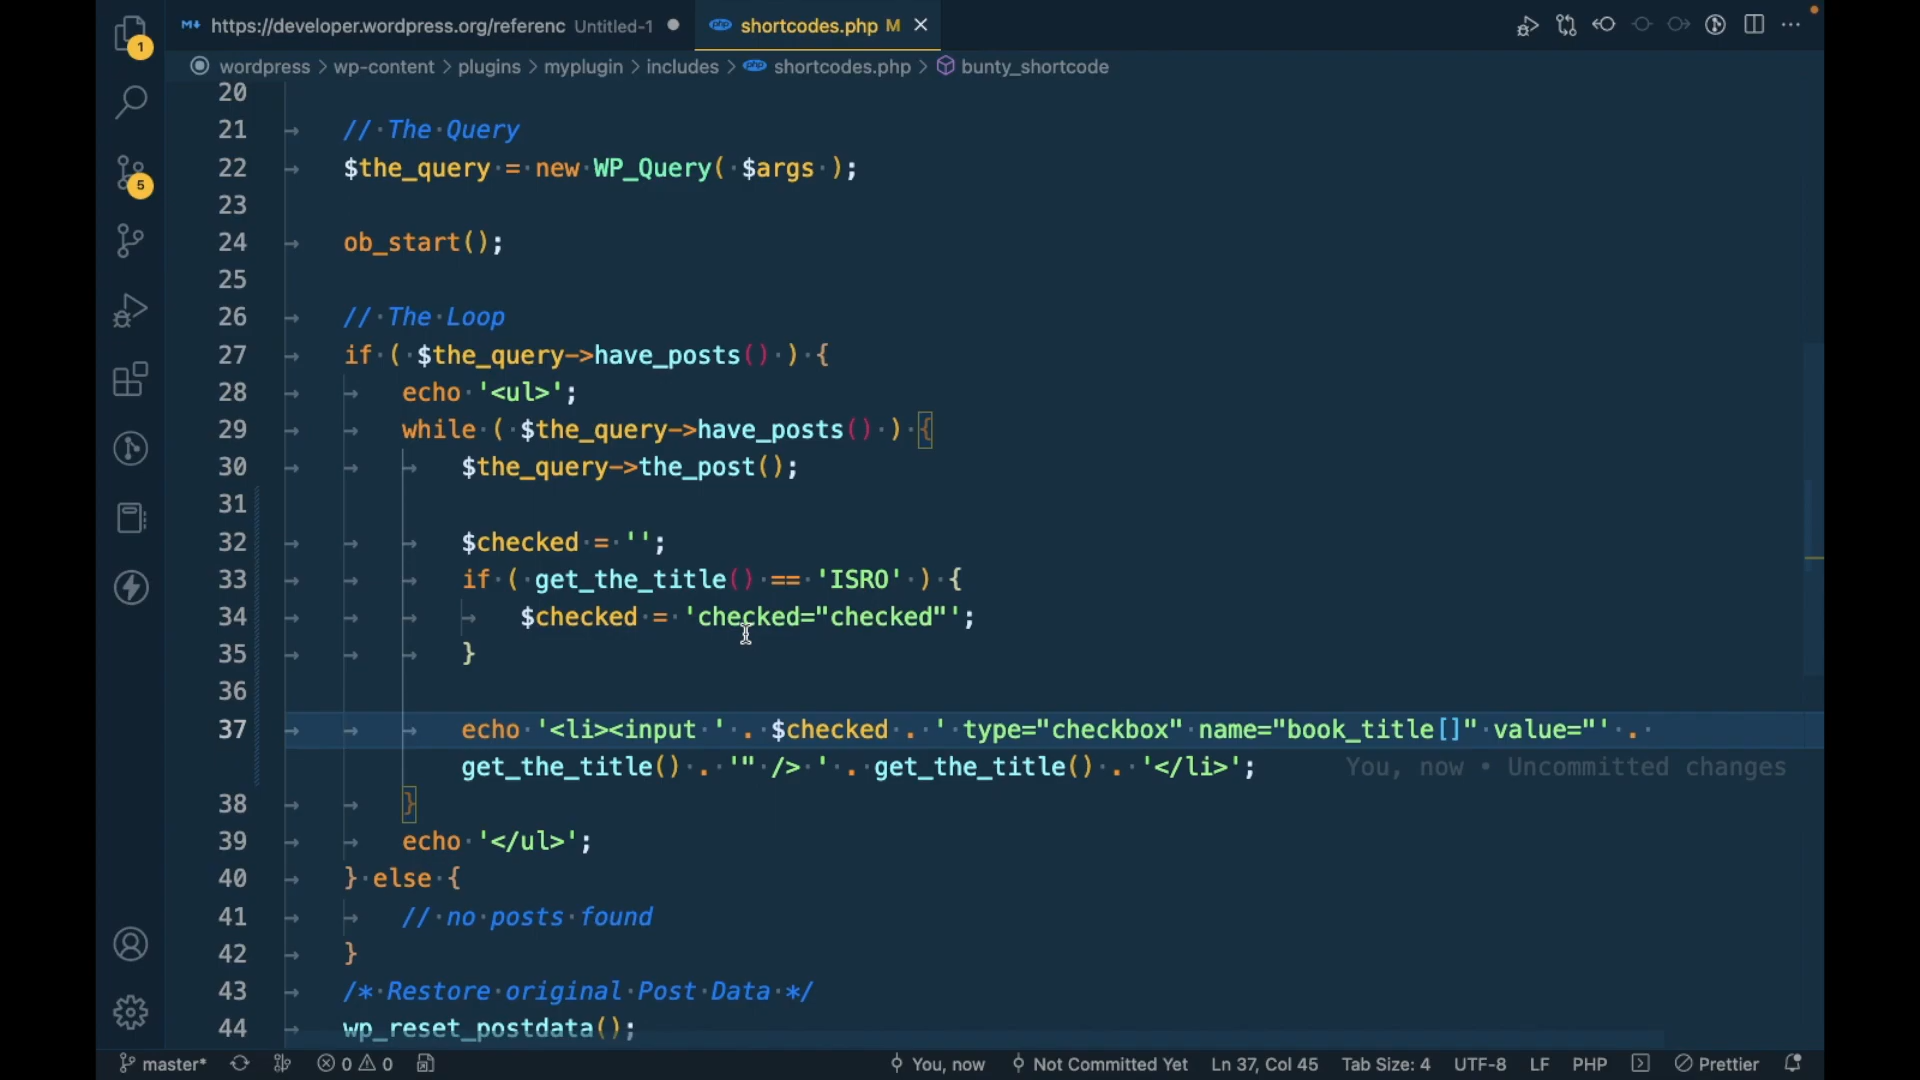 1
5
https://developer.wordpress.org/referenc Untitled-1
php shortcodes.php M
wordpress > wp-content > plugins > myplugin > includes > php shortcodes.php > bunty_shortcode
20
21 // The Query
22 $the_query = new WP_Query( $args );
23
24 ob_start();
25
26 // The Loop
27 if ( $the_query->have_posts() ) {
28 echo '<ul>';
29 while ( $the_query->have_posts() ) {
30 $the_query->the_post();
31
32 $checked = '';
33 if ( get_the_title() == 'ISRO' ) {
34 $checked = 'checked="checked"';
35 }
36
37 echo '<li><input ' . $checked . ' type="checkbox" name="book_title[]" value="' .
get_the_title() . '" /> ' . get_the_title() . '</li>'; You, now • Uncommitted changes
38 }
39 echo '</ul>';
40 } else {
41 // no posts found
42 }
43 /* Restore original Post Data */
44 wp_reset_postdata();
master* 0 0 You, now Not Committed Yet Ln 37, Col 45 Tab Size: 4 UTF-8 LF PHP Prettier